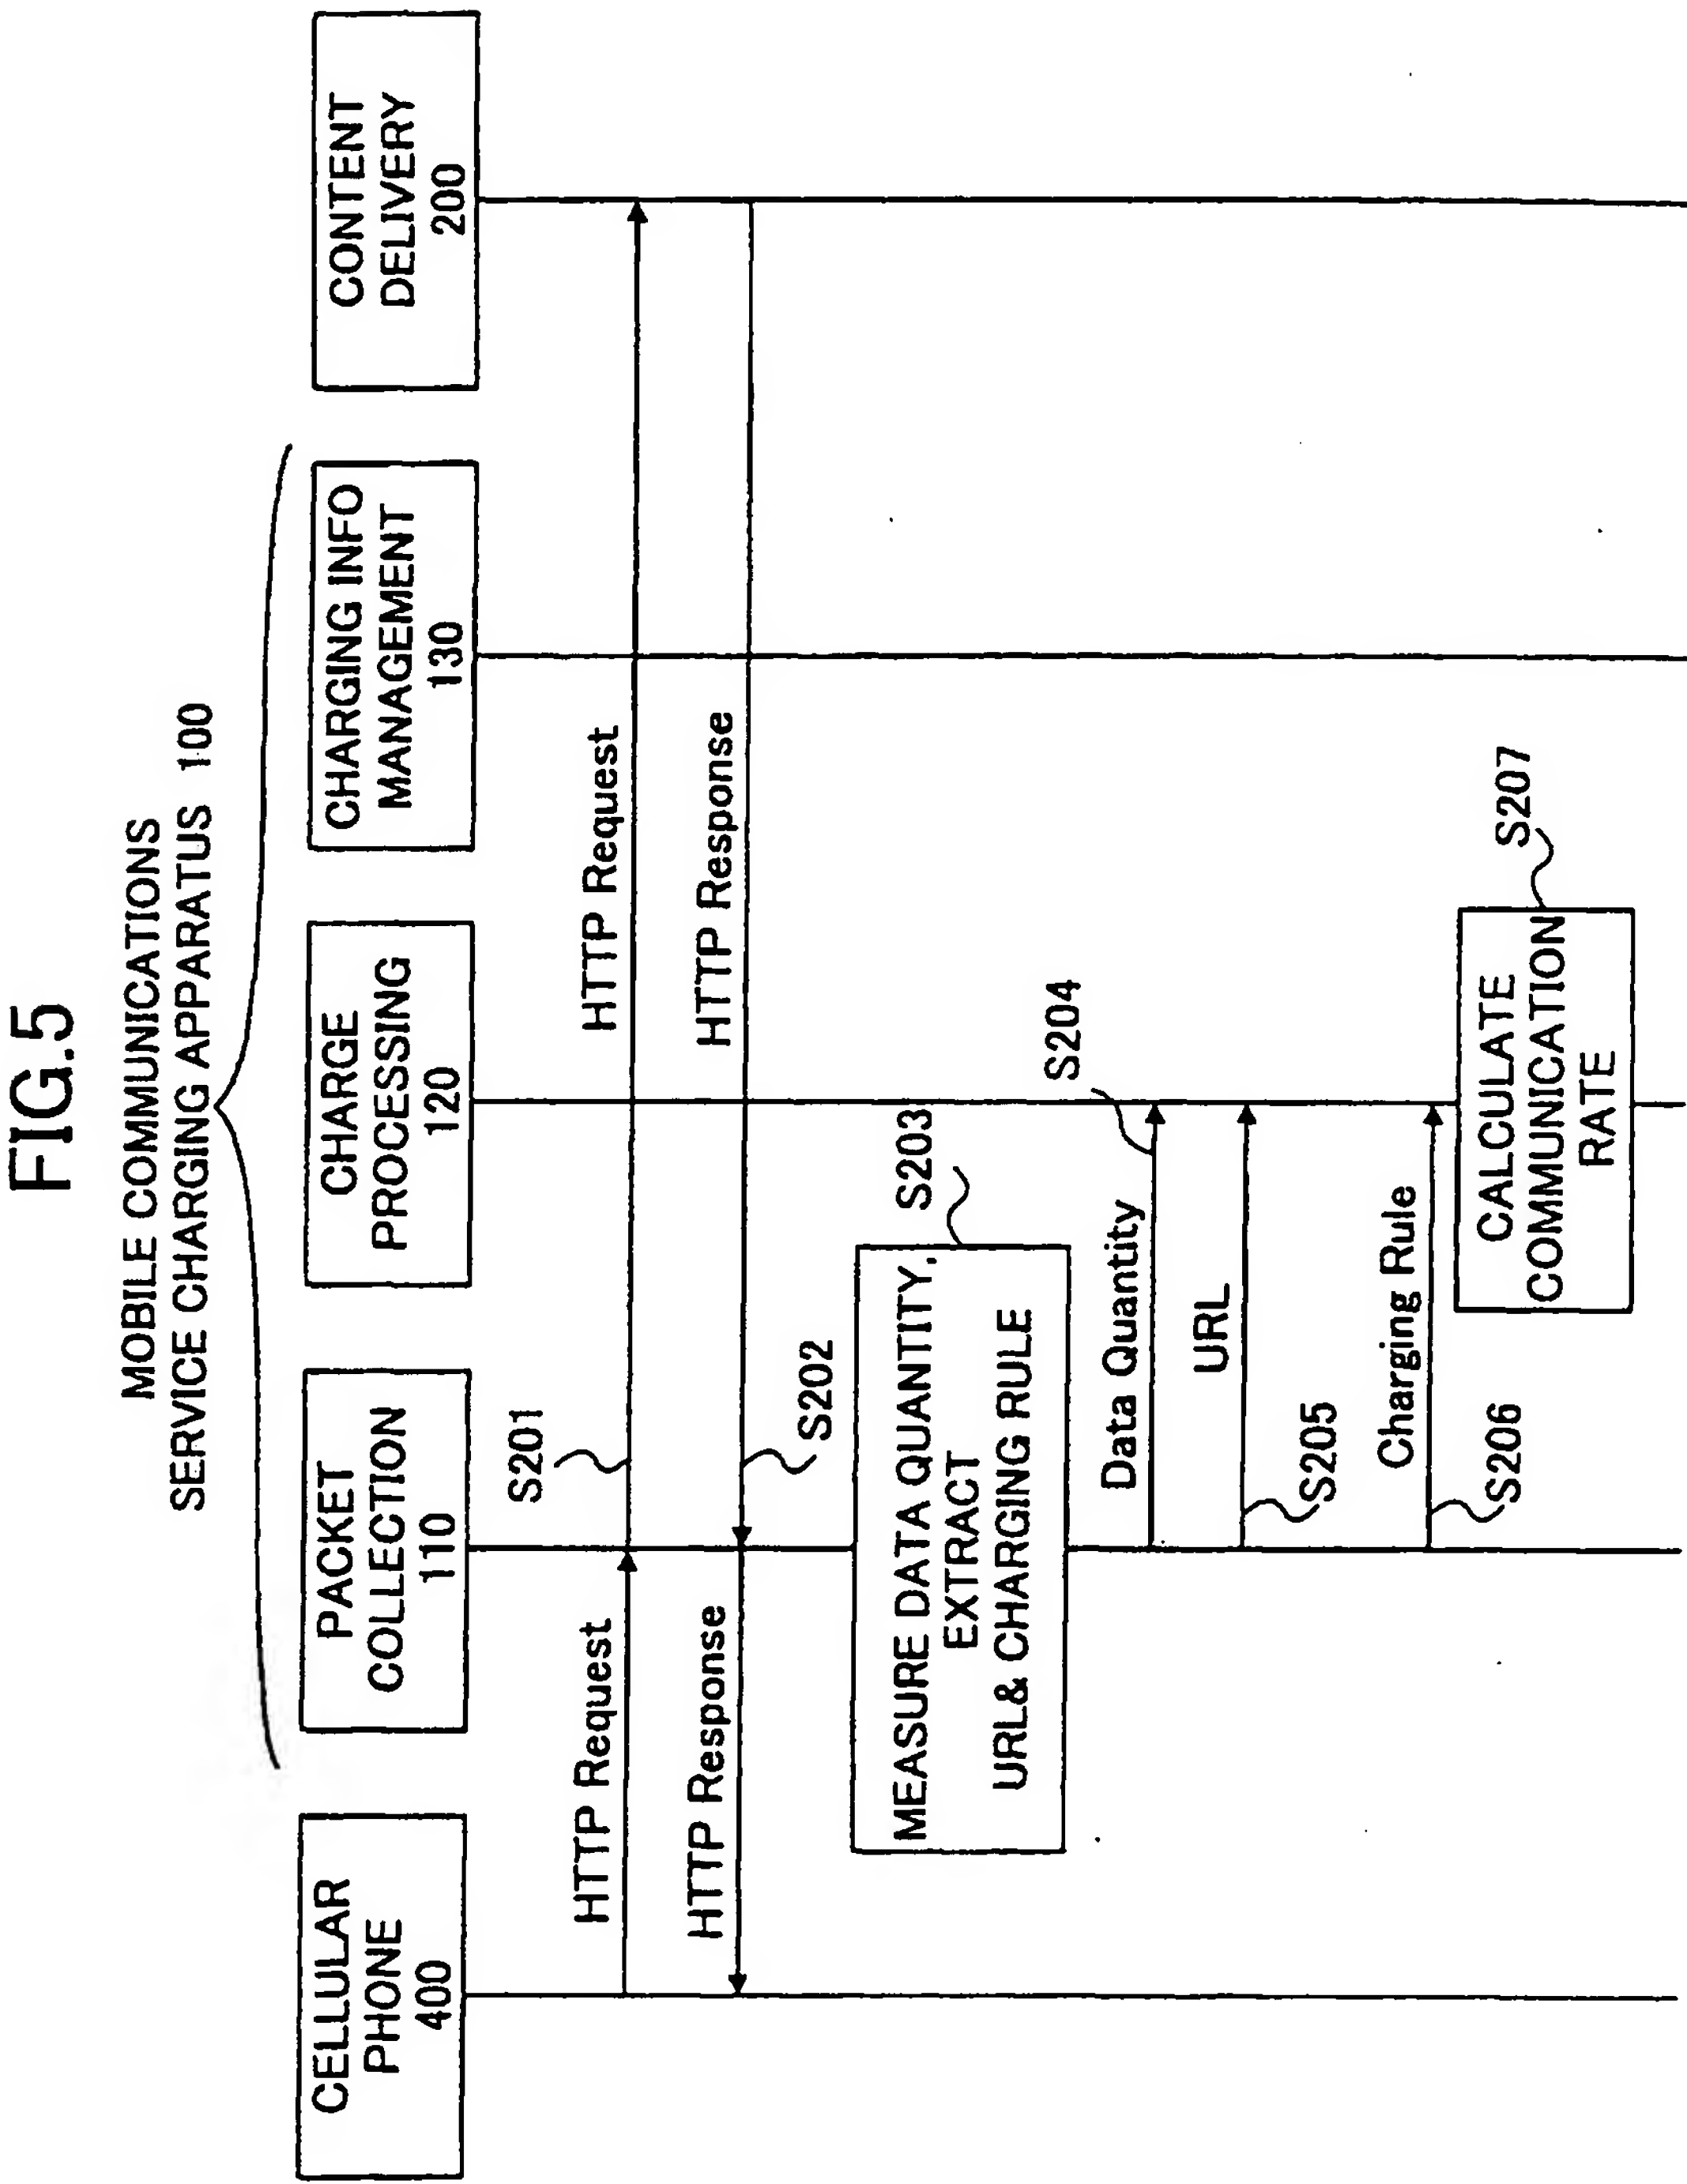 FIG.5
MOBILE COMMUNICATIONS
SERVICE CHARGING APPARATUS 100
CELLULAR
PHONE
400
PACKET
COLLECTION
110
CHARGE
PROCESSING
120
CHARGING INFO
MANAGEMENT
130
CONTENT
DELIVERY
200
HTTP Request
S201
HTTP Request
HTTP Response
S202
HTTP Response
MEASURE DATA QUANTITY,
EXTRACT
URL& CHARGING RULE
S203
Data Quantity
S204
URL
S205
Charging Rule
S206
CALCULATE
COMMUNICATION
RATE
S207